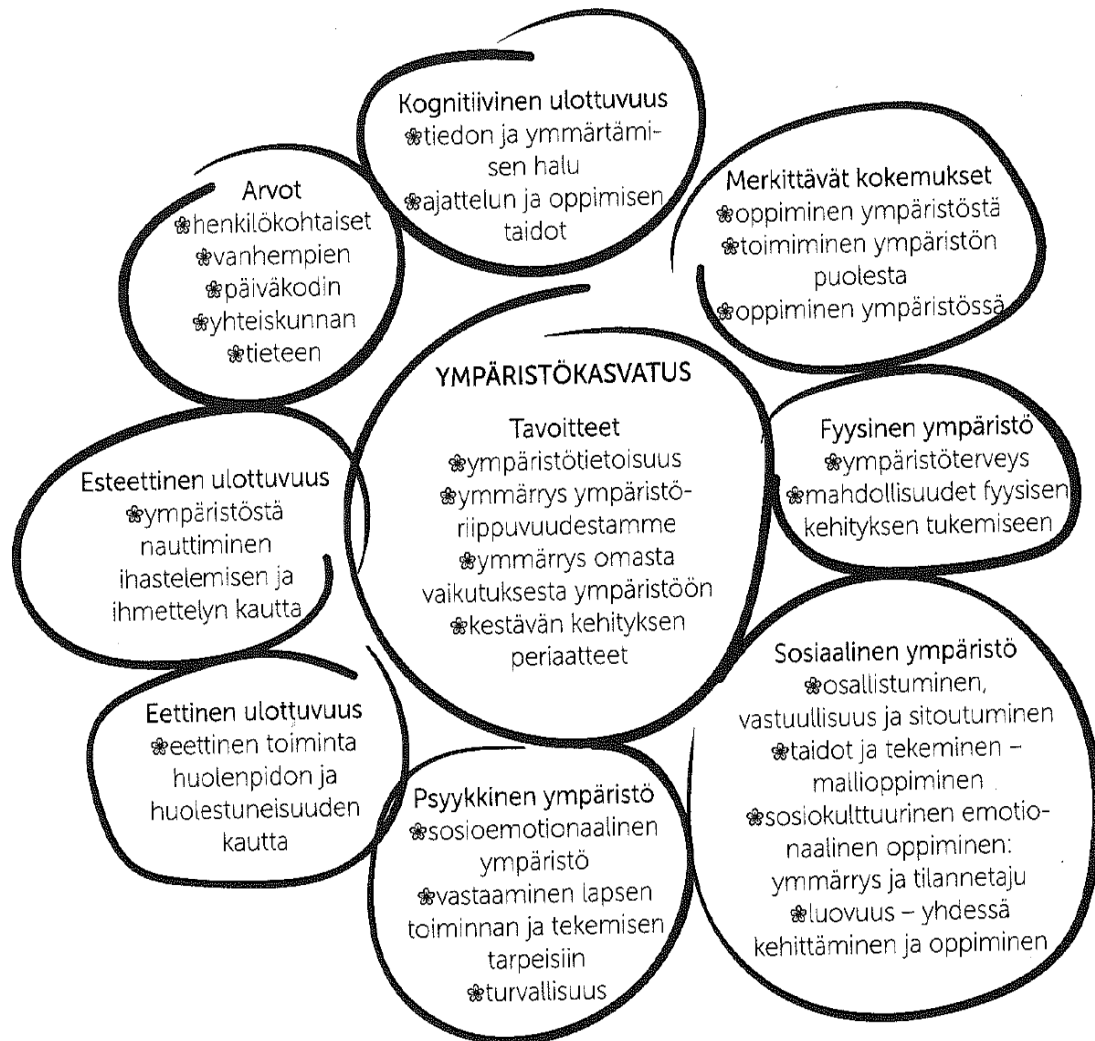 Kognitiivinen ulottuvuus
❀tiedon ja ymmärtämi-
sen halu
❀ajattelun ja oppimisen
taidot
Arvot
❀henkilökohtaiset
❀vanhempien
❀päiväkodin
❀yhteiskunnan
❀tieteen
Merkittävät kokemukset
❀oppiminen ympäristöstä
❀toimiminen ympäristön
puolesta
❀oppiminen ympäristössä
YMPÄRISTÖKASVATUS
Tavoitteet
❀ympäristötietoisuus
❀ymmärrys ympäristö-
riippuvuudestamme
❀ymmärrys omasta
vaikutuksesta ympäristöön
❀kestävän kehityksen
periaatteet
Fyysinen ympäristö
❀ympäristöterveys
❀mahdollisuudet fyysisen
kehityksen tukemiseen
Esteettinen ulottuvuus
❀ympäristöstä
nauttiminen
ihastelemisen ja
ihmettelyn kautta
Eettinen ulottuvuus
❀eettinen toiminta
huolenpidon ja
huolestuneisuuden
kautta
Psyykkinen ympäristö
❀sosioemotionaalinen
ympäristö
❀vastaaminen lapsen
toiminnan ja tekemisen
tarpeisiin
❀turvallisuus
Sosiaalinen ympäristö
❀osallistuminen,
vastuullisuus ja sitoutuminen
❀taidot ja tekeminen –
mallioppiminen
❀sosiokulttuurinen emotio-
naalinen oppiminen:
ymmärrys ja tilannetaju
❀luovuus – yhdessä
kehittäminen ja oppiminen